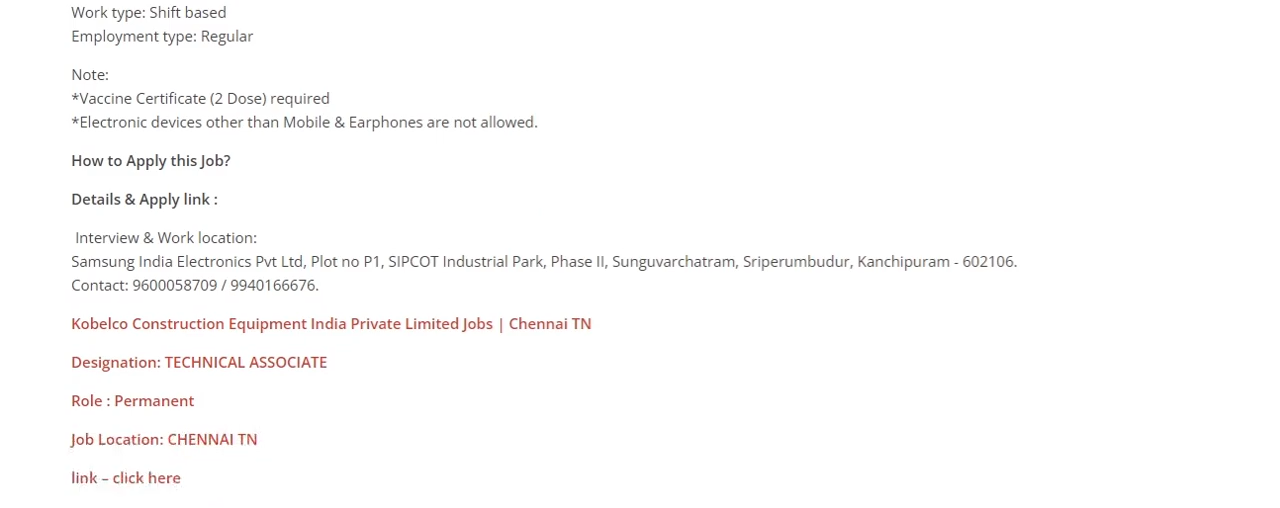 Work type: Shift based
Employment type: Regular
Note:
*Vaccine Certificate (2 Dose) required
*Electronic devices other than Mobile & Earphones are not allowed.
How to Apply this Job?
Details & Apply link :
Interview & Work location:
Samsung India Electronics Pvt Ltd, Plot no P1, SIPCOT Industrial Park, Phase II, Sunguvarchatram, Sriperumbudur, Kanchipuram - 602106.
Contact: 9600058709 / 9940166676.
Kobelco Construction Equipment India Private Limited Jobs | Chennai TN
Designation: TECHNICAL ASSOCIATE
Role : Permanent
Job Location: CHENNAI TN
link – click here